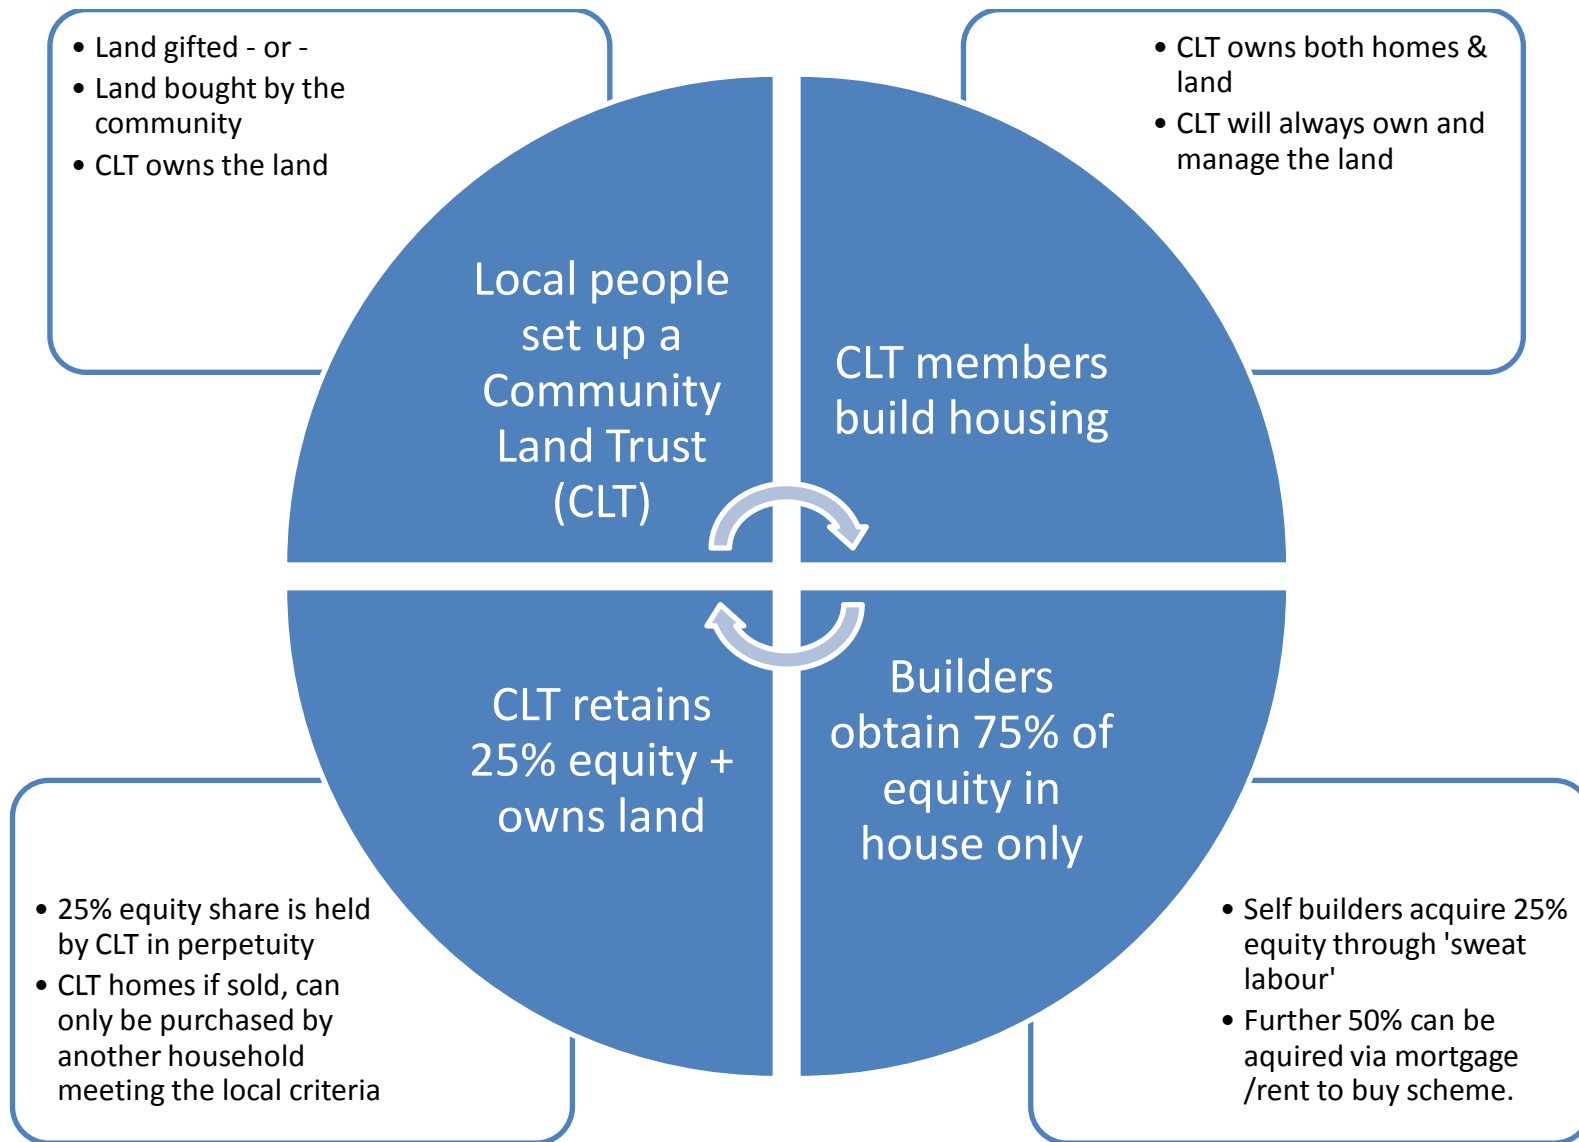 • Land gifted - or -
• Land bought by the
community
• CLT owns the land
• CLT owns both homes &
land
• CLT will always own and
manage the land
Local people
set up a
Community
Land Trust
(CLT)
CLT members
build housing
CLT retains
25% equity +
owns land
Builders
obtain 75% of
equity in
house only
• 25% equity share is held
by CLT in perpetuity
• CLT homes if sold, can
only be purchased by
another household
meeting the local criteria
• Self builders acquire 25%
equity through 'sweat
labour'
• Further 50% can be
aquired via mortgage
/rent to buy scheme.